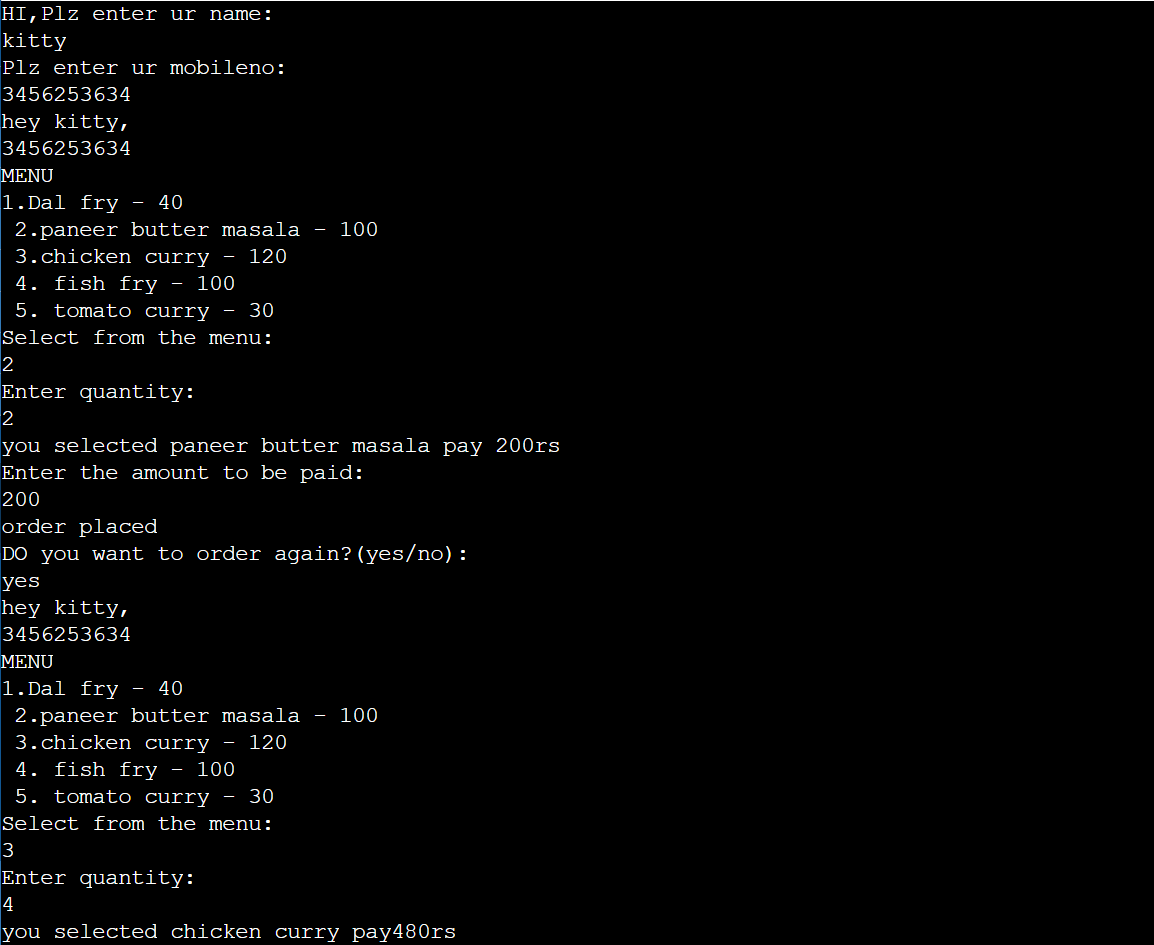 HI,Plz enter ur name:
kitty
Plz enter ur mobileno:
3456253634
hey kitty,
3456253634
MENU
1.Dal fry - 40
 2.paneer butter masala - 100
 3.chicken curry - 120
 4. fish fry - 100
 5. tomato curry - 30
Select from the menu:
2
Enter quantity:
2
you selected paneer butter masala pay 200rs
Enter the amount to be paid:
200
order placed
DO you want to order again?(yes/no):
yes
hey kitty,
3456253634
MENU
1.Dal fry - 40
 2.paneer butter masala - 100
 3.chicken curry - 120
 4. fish fry - 100
 5. tomato curry - 30
Select from the menu:
3
Enter quantity:
4
you selected chicken curry pay480rs